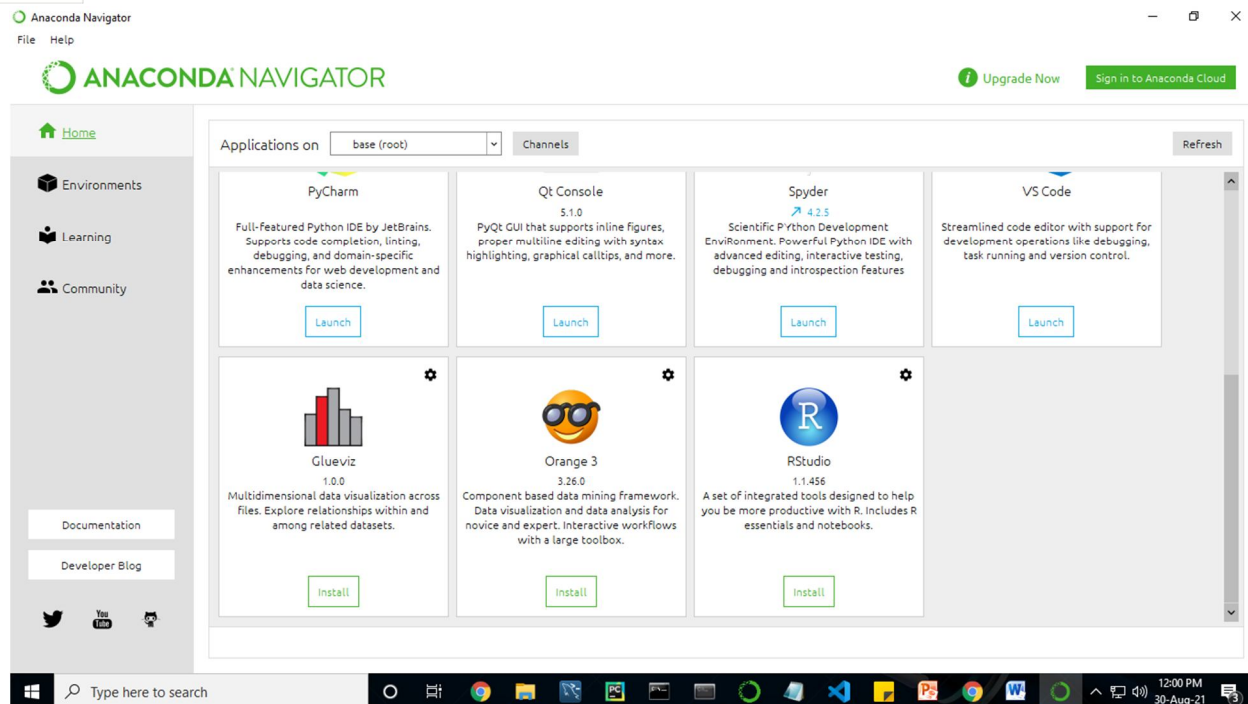 Anaconda Navigator
File Help
ANACONDA NAVIGATOR
i Upgrade Now
Sign in to Anaconda Cloud
Home
Environments
Learning
Community
Documentation
Developer Blog
You
Tube
Applications on base (root) Channels Refresh
PyCharm
Full-featured Python IDE by JetBrains.
Supports code completion, linting,
debugging, and domain-specific
enhancements for web development and
data science.
Launch
Qt Console
5.1.0
PyQt GUI that supports inline figures,
proper multiline editing with syntax
highlighting, graphical calltips, and more.
Launch
Spyder
4.2.5
Scientific PYthon Development
EnviRonment. Powerful Python IDE with
advanced editing, interactive testing,
debugging and introspection features
Launch
VS Code
Streamlined code editor with support for
development operations like debugging,
task running and version control.
Launch
Glueviz
1.0.0
Multidimensional data visualization across
files. Explore relationships within and
among related datasets.
Install
Orange 3
3.26.0
Component based data mining framework.
Data visualization and data analysis for
novice and expert. Interactive workflows
with a large toolbox.
Install
R
RStudio
1.1.456
A set of integrated tools designed to help
you be more productive with R. Includes R
essentials and notebooks.
Install
Type here to search
PC
P
W
12:00 PM
30-Aug-21
3